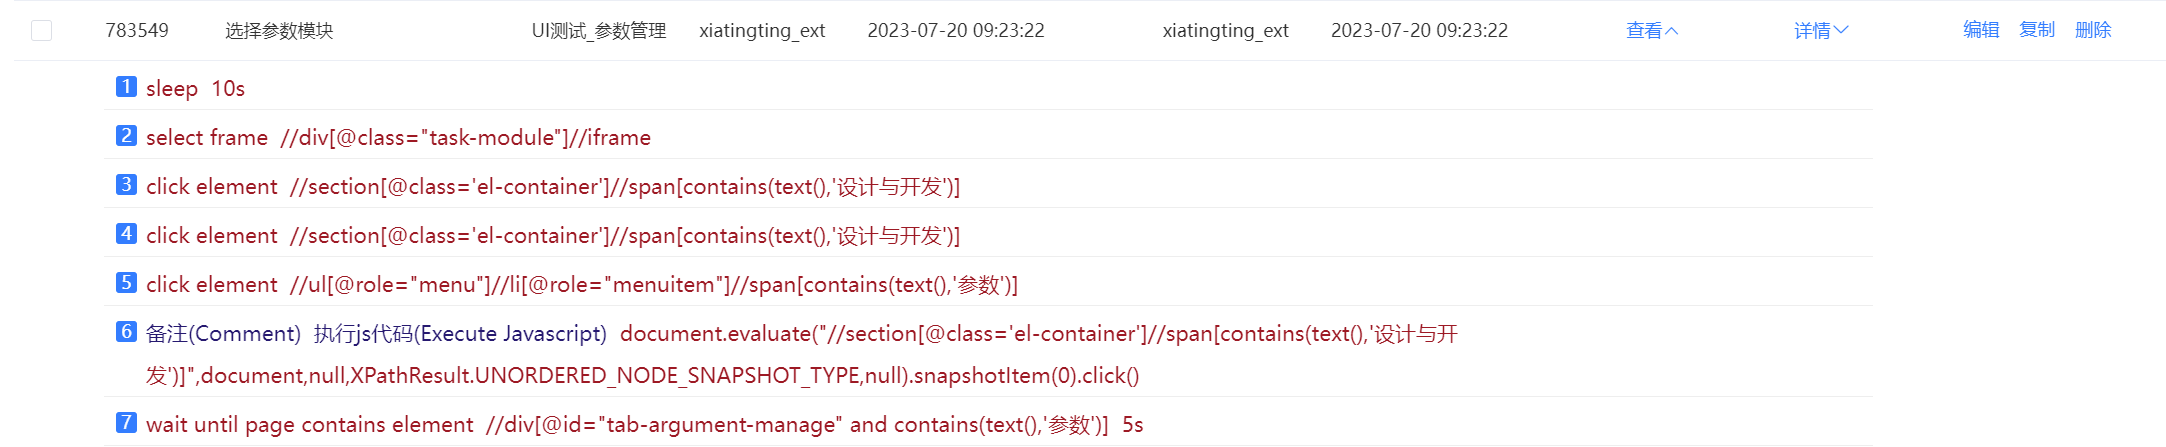 783549 选择参数模块 UI测试_参数管理 xiatingting_ext 2023-07-20 09:23:22 xiatingting_ext 2023-07-20 09:23:22 查看 详情 编辑 复制 删除
1 sleep 10s
2 select frame //div[@class="task-module"]//iframe
3 click element //section[@class='el-container']//span[contains(text(),'设计与开发')]
4 click element //section[@class='el-container']//span[contains(text(),'设计与开发')]
5 click element //ul[@role="menu"]//li[@role="menuitem"]//span[contains(text(),'参数')]
6 备注(Comment) 执行js代码(Execute Javascript) document.evaluate("//section[@class='el-container']//span[contains(text(),'设计与开
发')]",document,null,XPathResult.UNORDERED_NODE_SNAPSHOT_TYPE,null).snapshotItem(0).click()
7 wait until page contains element //div[@id="tab-argument-manage" and contains(text(),'参数')] 5s